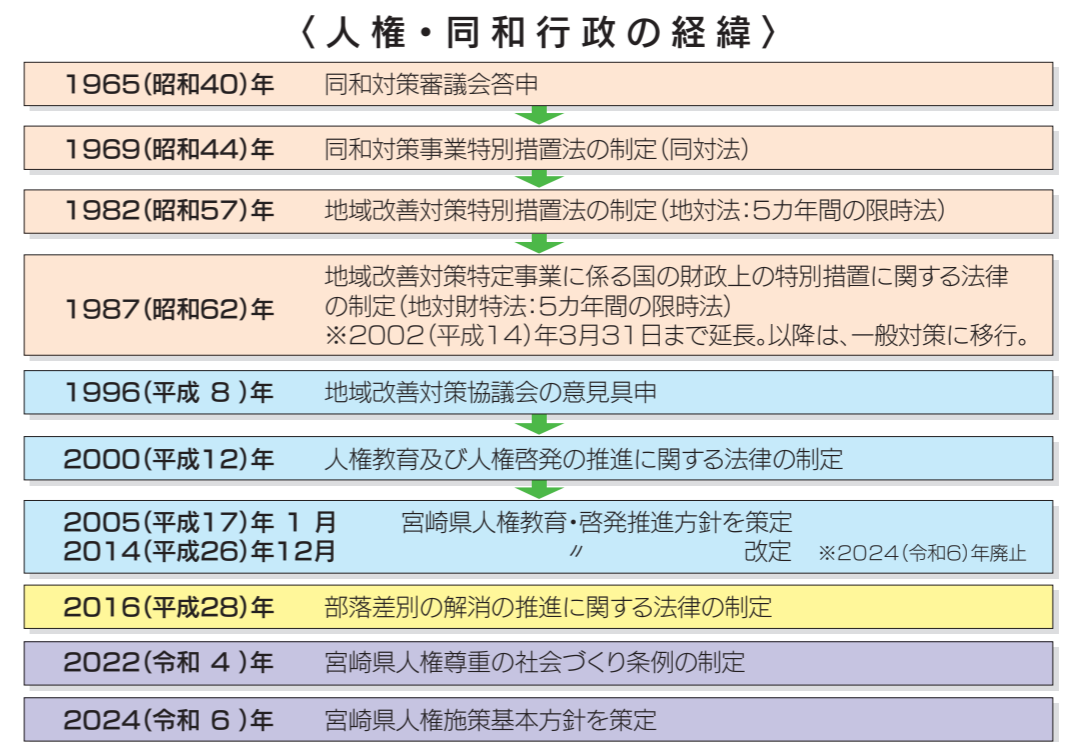 〈人権・同和行政の経緯〉
1965(昭和40)年 同和対策審議会答申
1969(昭和44)年 同和対策事業特別措置法の制定(同対法)
1982(昭和57)年 地域改善対策特別措置法の制定(地対法:5カ年間の限時法)
1987(昭和62)年 地域改善対策特定事業に係る国の財政上の特別措置に関する法律
の制定(地対財特法:5カ年間の限時法)
※2002(平成14)年3月31日まで延長。以降は、一般対策に移行。
1996(平成 8 )年 地域改善対策協議会の意見具申
2000(平成12)年 人権教育及び人権啓発の推進に関する法律の制定
2005(平成17)年 1 月 宮崎県人権教育・啓発推進方針を策定
2014(平成26)年12月 〃 改定 ※2024(令和6)年廃止
2016(平成28)年 部落差別の解消の推進に関する法律の制定
2022(令和 4 )年 宮崎県人権尊重の社会づくり条例の制定
2024(令和 6 )年 宮崎県人権施策基本方針を策定